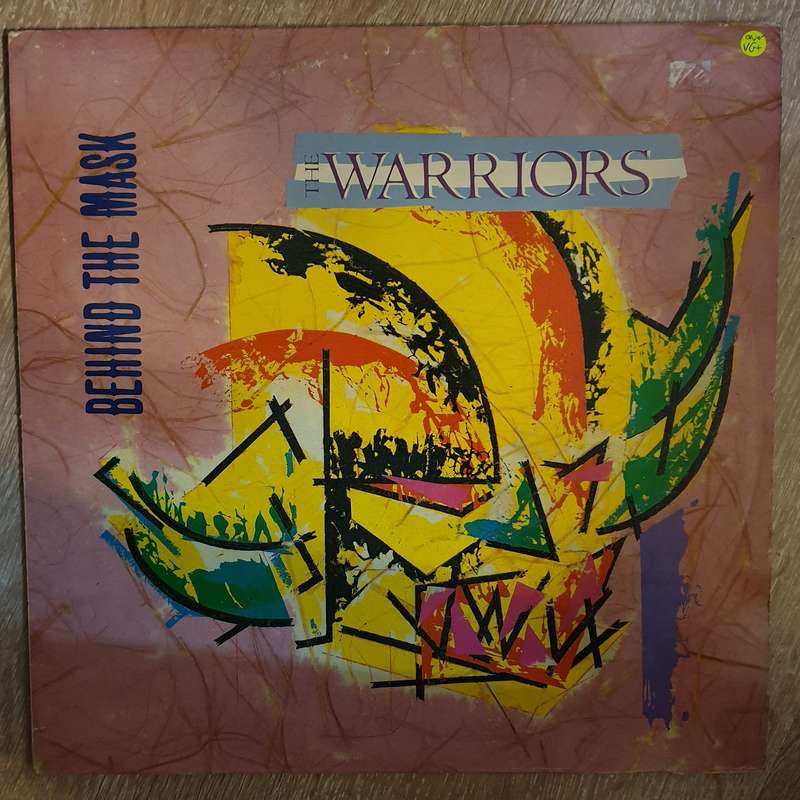 THE WARRIORS
BEHIND THE MASK
VG+